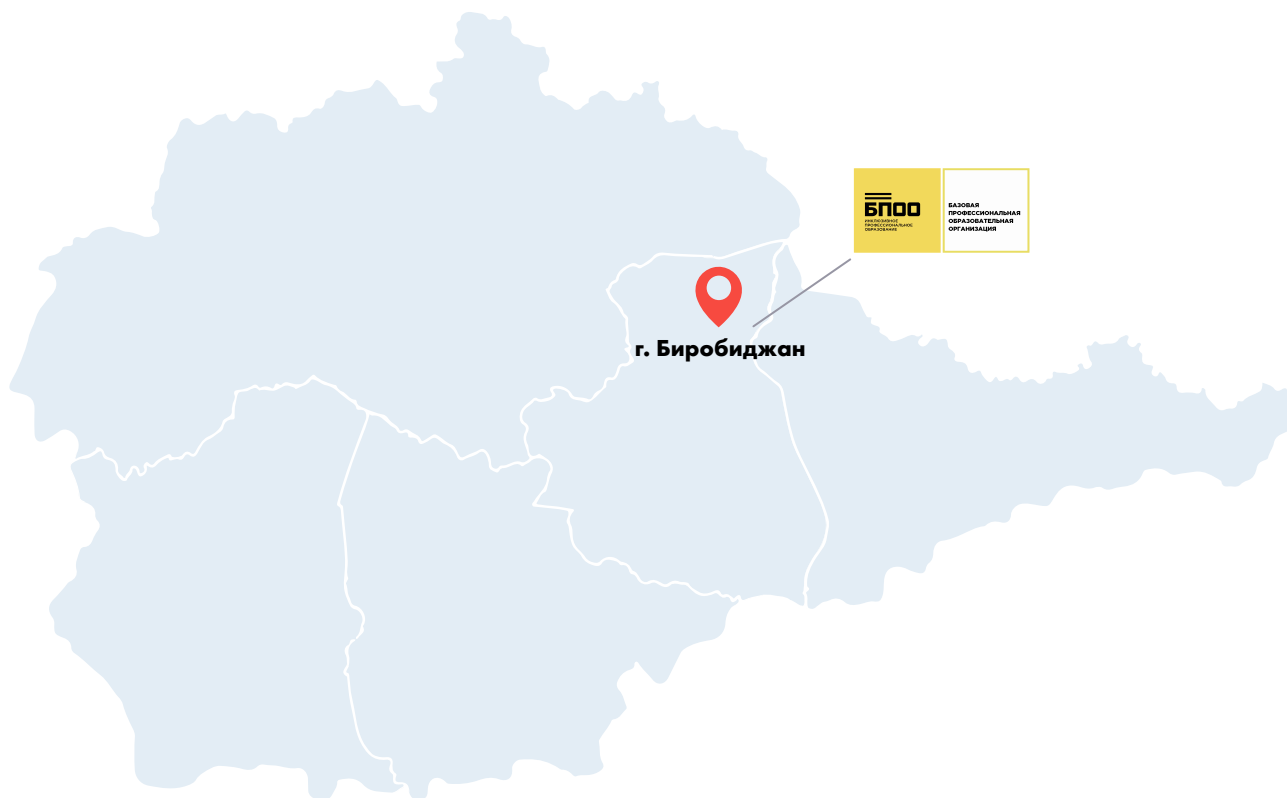 БПОО
ИНКЛЮЗИВНОЕ
ПРОФЕССИОНАЛЬНОЕ
ОБРАЗОВАНИЕ
БАЗОВАЯ
ПРОФЕССИОНАЛЬНАЯ
ОБРАЗОВАТЕЛЬНАЯ
ОРГАНИЗАЦИЯ
г. Биробиджан